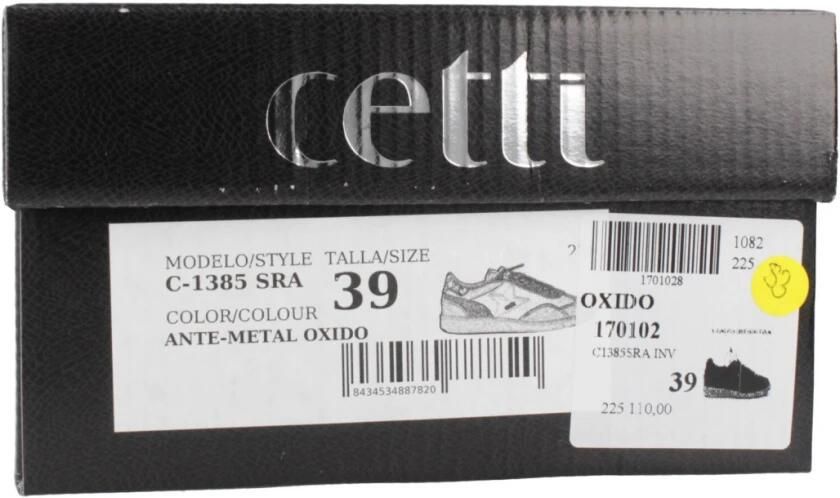 cetti
MODELO/STYLE TALLA/SIZE
C-1385 SRA 39
COLOR/COLOUR
ANTE-METAL OXIDO
8434534887820
1082
225
1701028
OXIDO
170102
C1385SRA INV
39
225 110,00